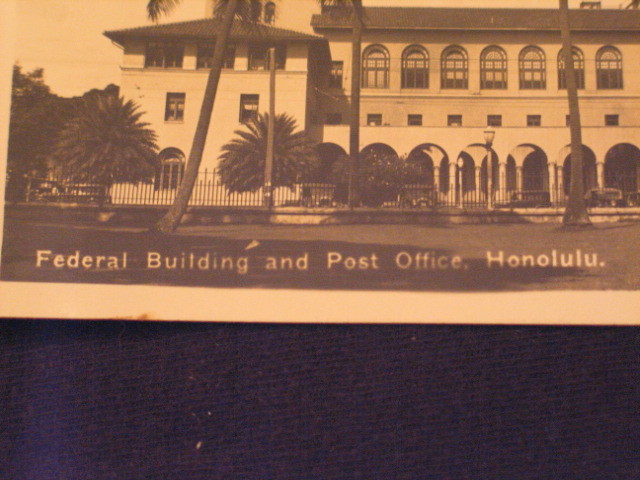 Federal Building and Post Office, Honolulu.